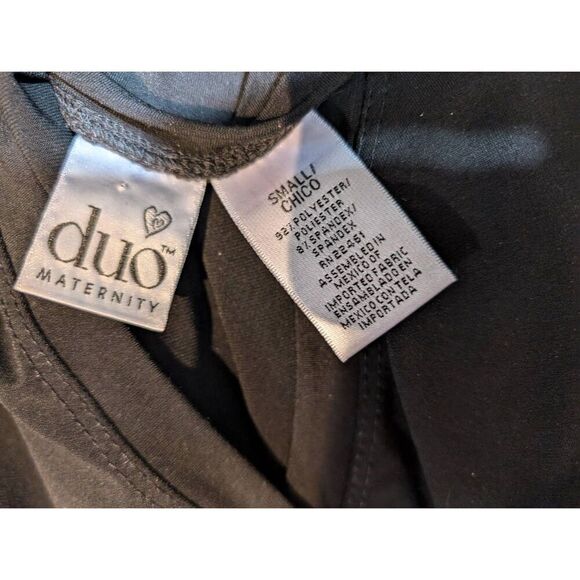 duo™
MATERNITY
SMALL/
CHICO
92%POLYESTER/
POLIESTER
8%SPANDEX/
SPANDEX
RN 22461
ASSEMBLED IN
MEXICO OF
IMPORTED FABRIC
ENSAMBLADO EN
MEXICO CON TELA
IMPORTADA